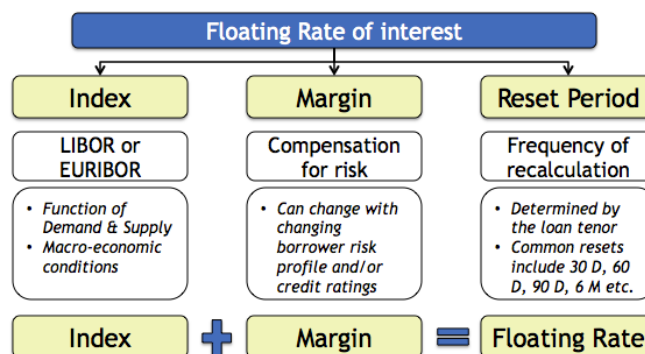 Floating Rate of interest
Index
Margin
Reset Period
LIBOR or
EURIBOR
Compensation
for risk
Frequency of
recalculation
• Function of
Demand & Supply
• Macro-economic
conditions
• Can change with
changing
borrower risk
profile and/or
credit ratings
• Determined by
the loan tenor
• Common resets
include 30 D, 60
D, 90 D, 6 M etc.
Index + Margin = Floating Rate